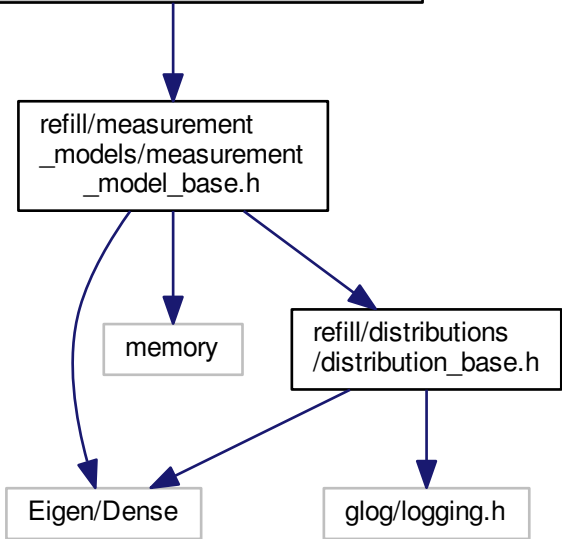 refill/measurement
_models/measurement
_model_base.h
memory
refill/distributions
/distribution_base.h
Eigen/Dense
glog/logging.h